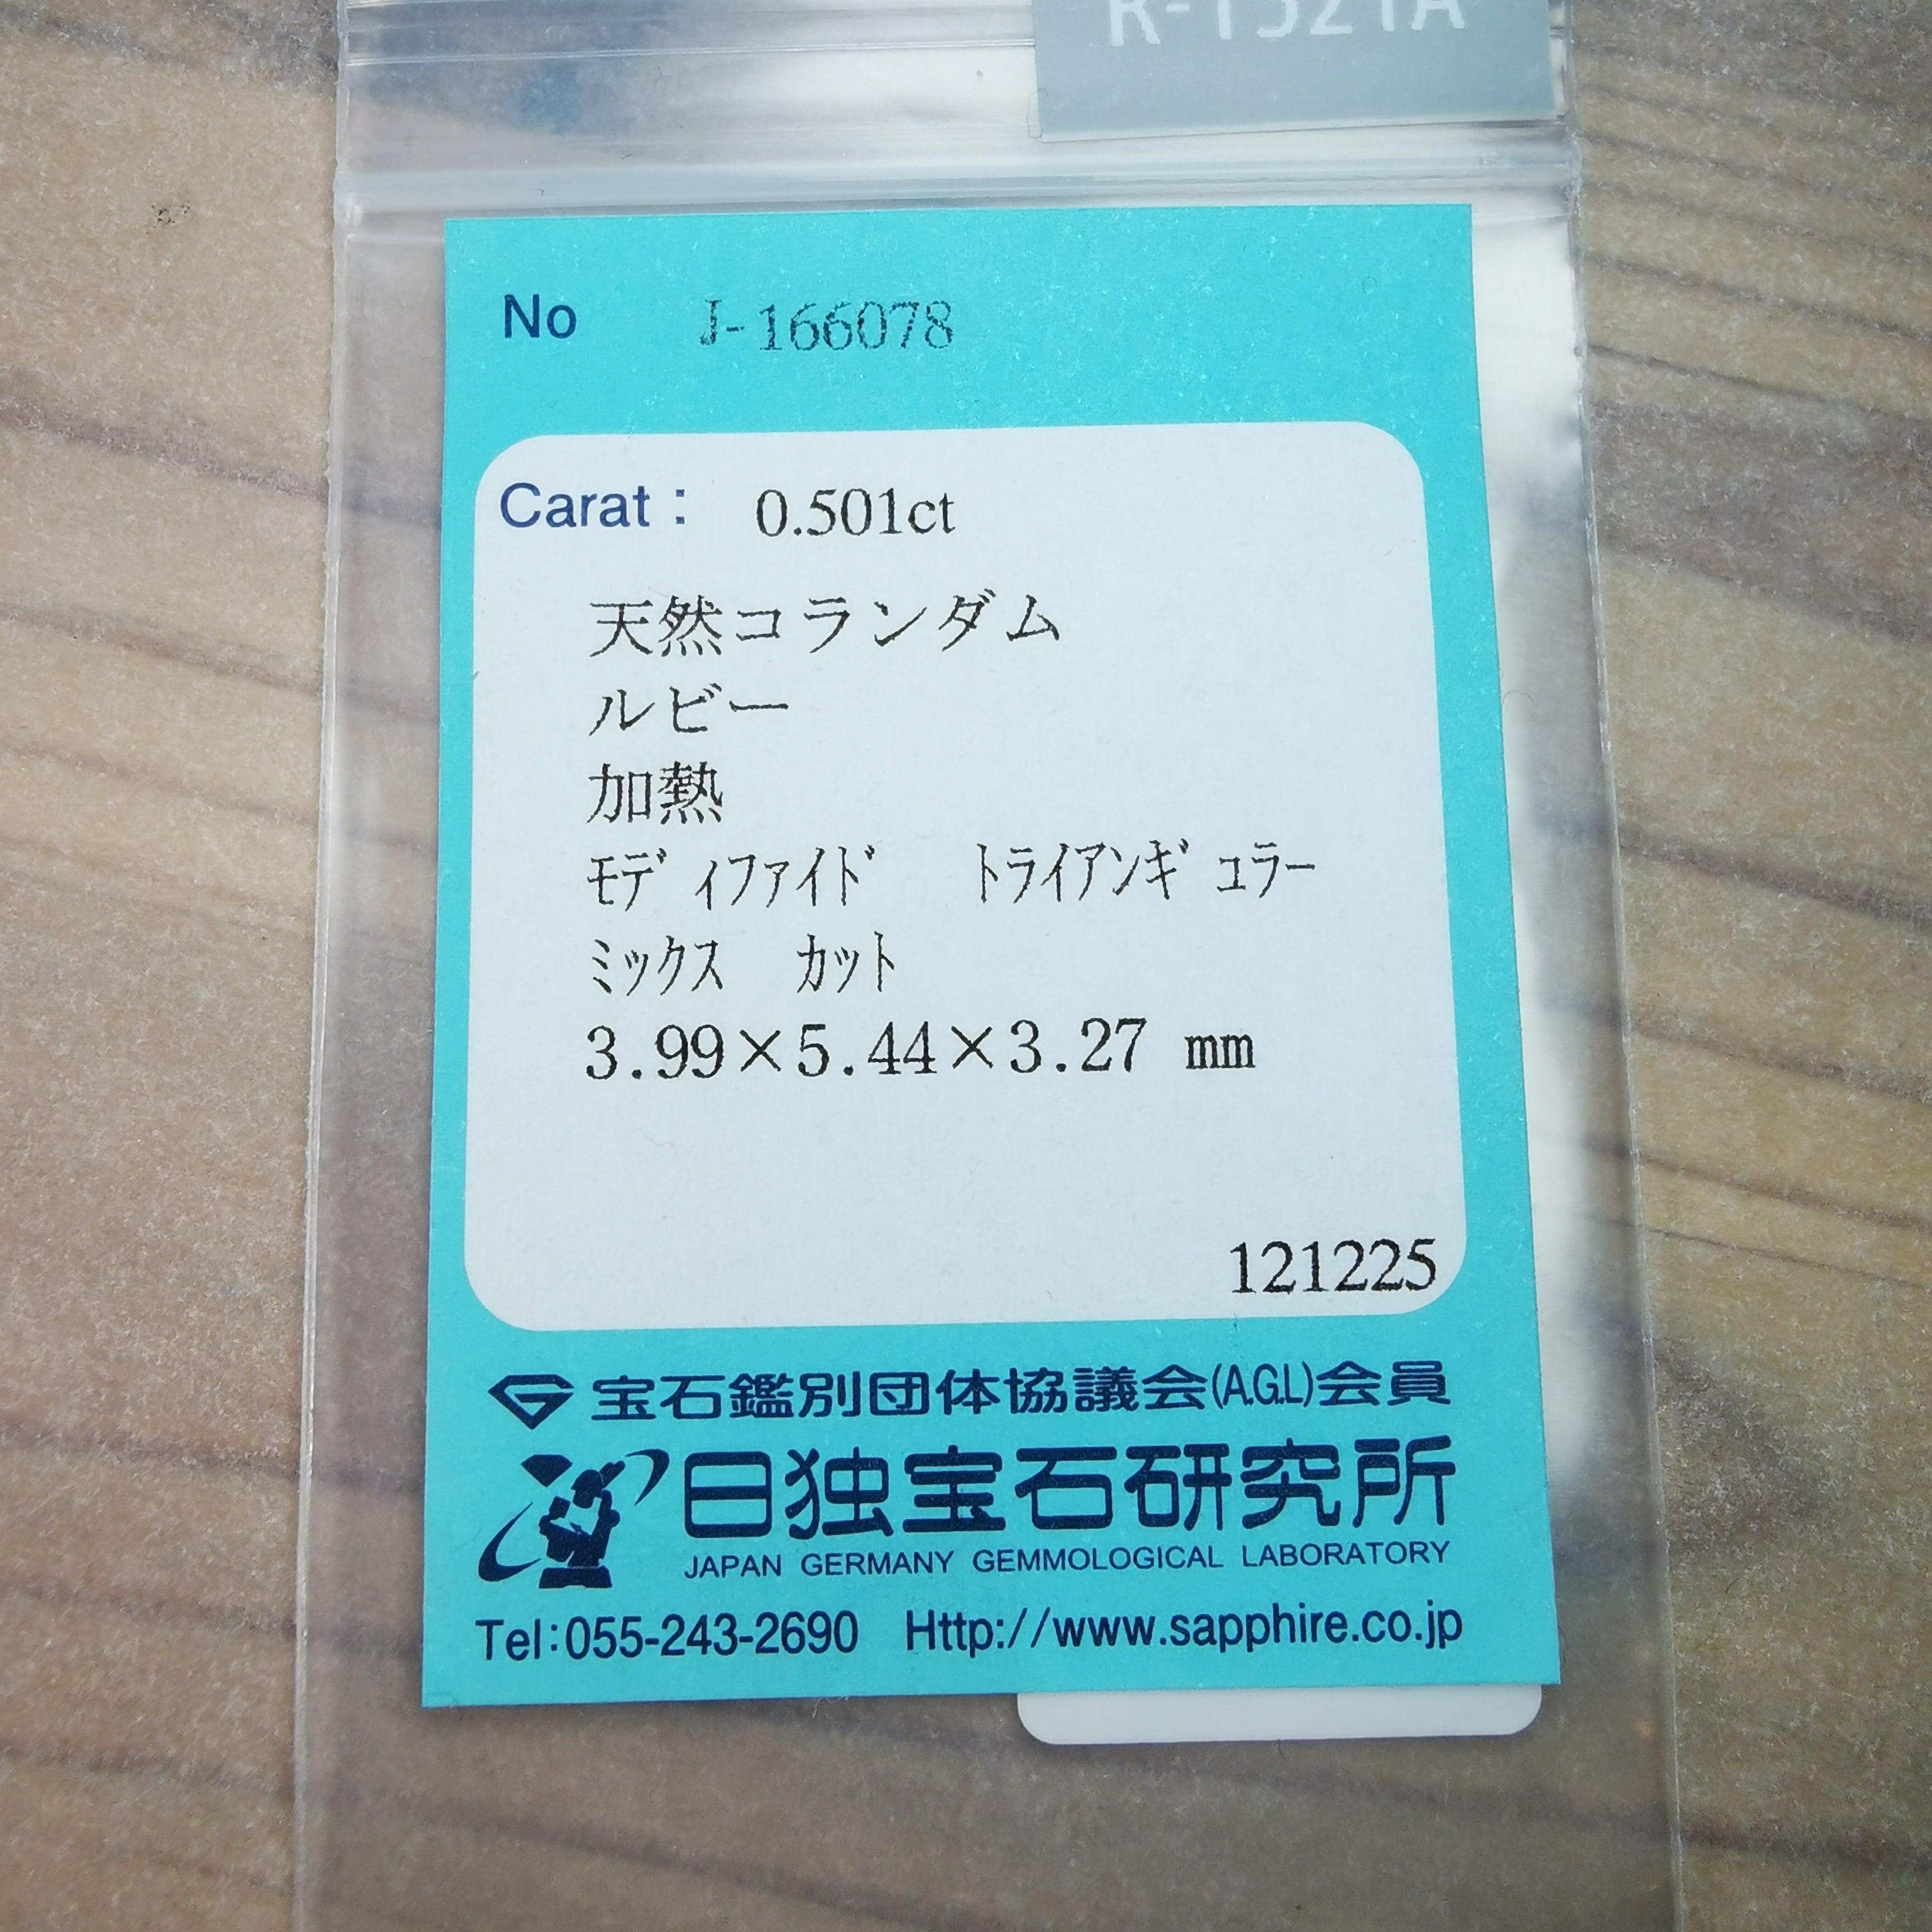 No J-166078
Carat: 0.501ct
天然コランダム
ルビー
加熱
ﾓﾃﾞｨﾌｧｲﾄﾞ ﾄﾗｲｱﾝｷﾞｭﾗｰ
ﾐｯｸｽ ｶｯﾄ
3.99×5.44×3.27 mm
121225
宝石鑑別団体協議会(A.G.L)会員
日独宝石研究所
JAPAN GERMANY GEMMOLOGICAL LABORATORY
Tel:055-243-2690 Http://www.sapphire.co.jp